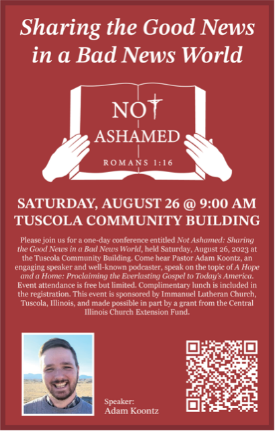 Sharing the Good News
in a Bad News World
NOT
ASHAMED
ROMANS 1:16
SATURDAY, AUGUST 26 @ 9:00 AM
TUSCOLA COMMUNITY BUILDING
Please join us for a one-day conference entitled Not Ashamed: Sharing
the Good News in a Bad News World, held Saturday, August 26, 2023 at
the Tuscola Community Building. Come hear Pastor Adam Koontz, an
engaging speaker and well-known podcaster, speak on the topic of A Hope
and a Home: Proclaiming the Everlasting Gospel to Today's America.
Event attendance is free but limited. Complimentary lunch is included in
the registration. This event is sponsored by Immanuel Lutheran Church,
Tuscola, Illinois, and made possible in part by a grant from the Central
Illinois Church Extension Fund.
Speaker:
Adam Koontz